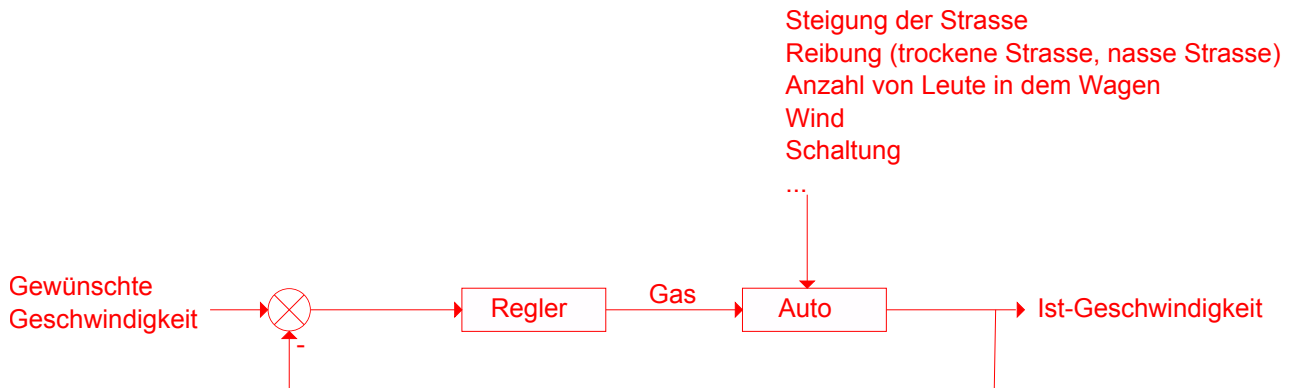 Steigung der Strasse
Reibung (trockene Strasse, nasse Strasse)
Anzahl von Leute in dem Wagen
Wind
Schaltung
...
Gewünschte
Geschwindigkeit
-
Regler
Gas
Auto
Ist-Geschwindigkeit